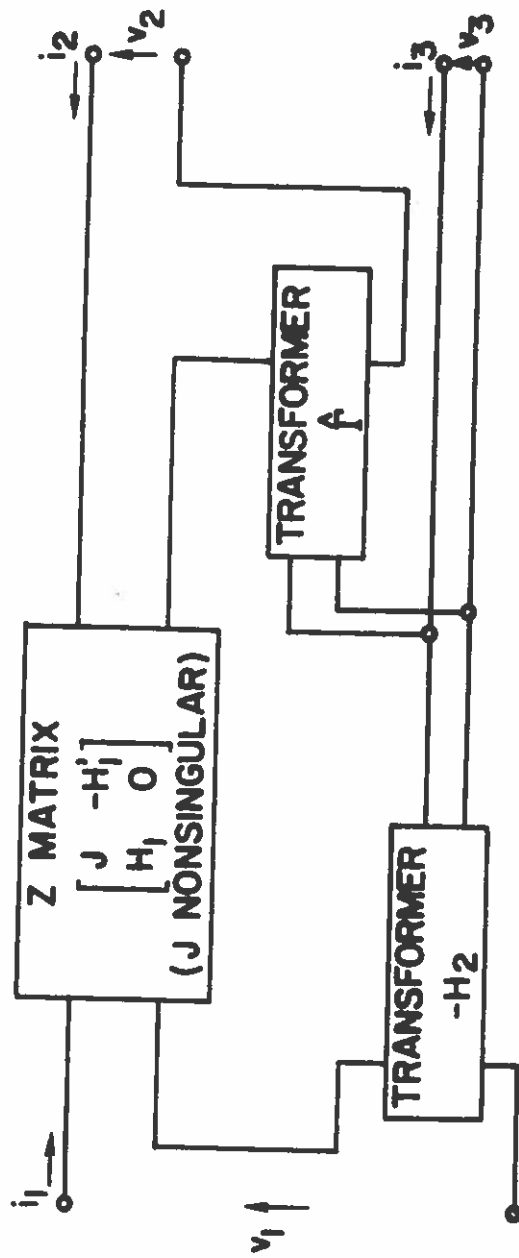 Z MATRIX
J -H₁'
H₁ 0
(J NONSINGULAR)
i₁
v₁
i₂
v₂
TRANSFORMER
T̂
TRANSFORMER
-H₂
i₃
v₃